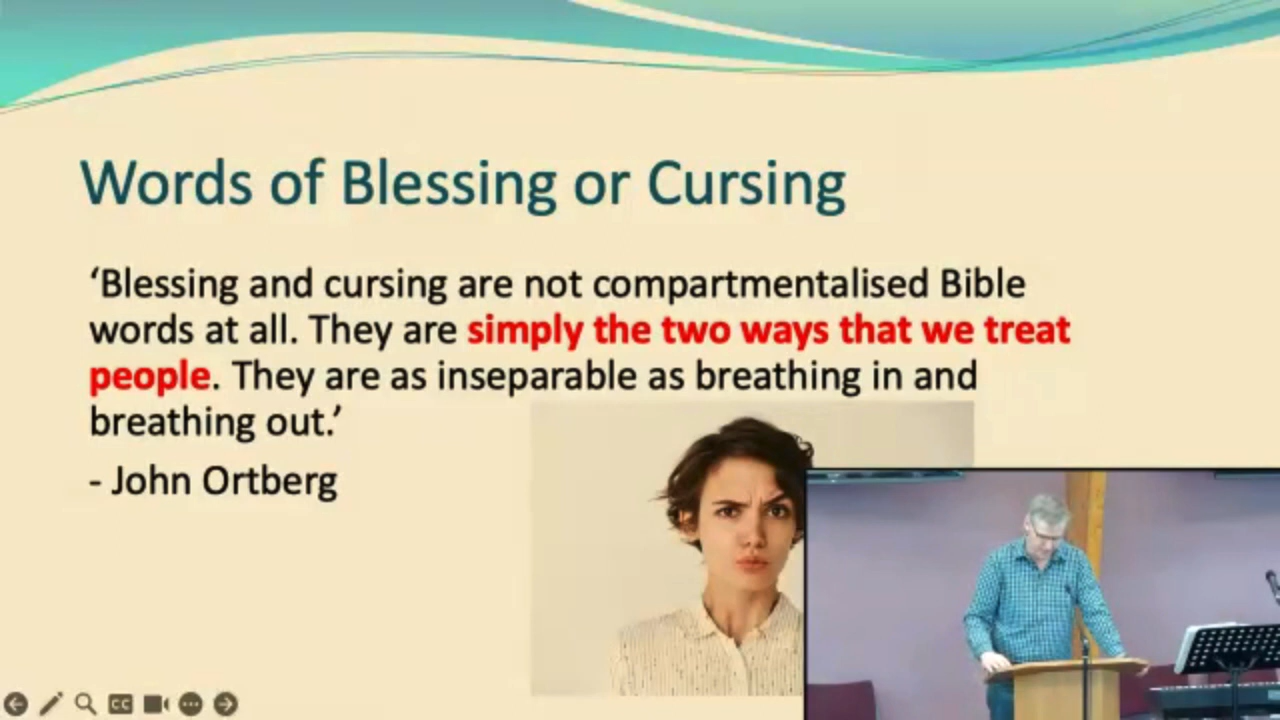 Words of Blessing or Cursing
‘Blessing and cursing are not compartmentalised Bible
words at all. They are simply the two ways that we treat
people. They are as inseparable as breathing in and
breathing out.’
- John Ortberg
CC